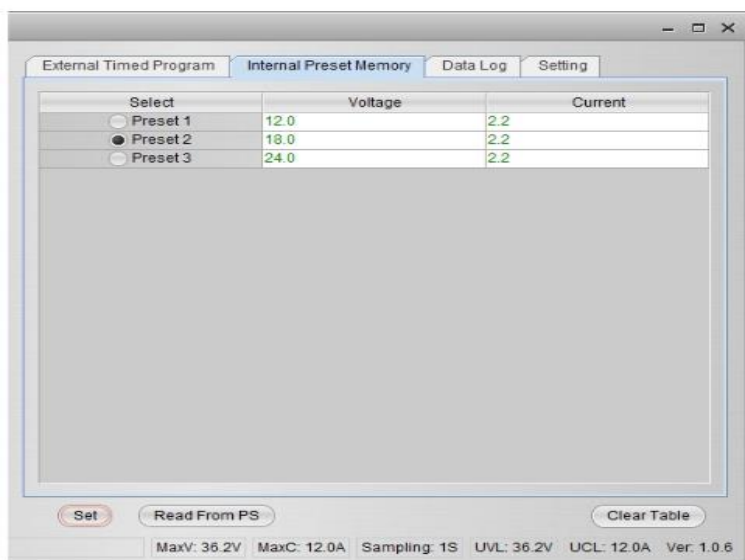 External Timed Program Internal Preset Memory Data Log Setting
Select Voltage Current
Preset 1 12.0 2.2
Preset 2 18.0 2.2
Preset 3 24.0 2.2
Set Read From PS Clear Table
MaxV: 36.2V MaxC: 12.0A Sampling: 1S UVL: 36.2V UCL: 12.0A Ver: 1.0.6